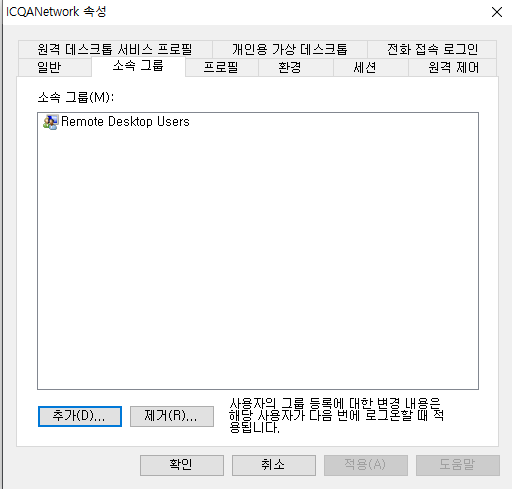 ICQANetwork 속성
원격 데스크톱 서비스 프로필 개인용 가상 데스크톱 전화 접속 로그인
일반 소속 그룹 프로필 환경 세션 원격 제어
소속 그룹(M):
Remote Desktop Users
추가(D)... 제거(R)...
사용자의 그룹 등록에 대한 변경 내용은
해당 사용자가 다음 번에 로그온할 때 적
용됩니다.
확인 취소 적용(A) 도움말